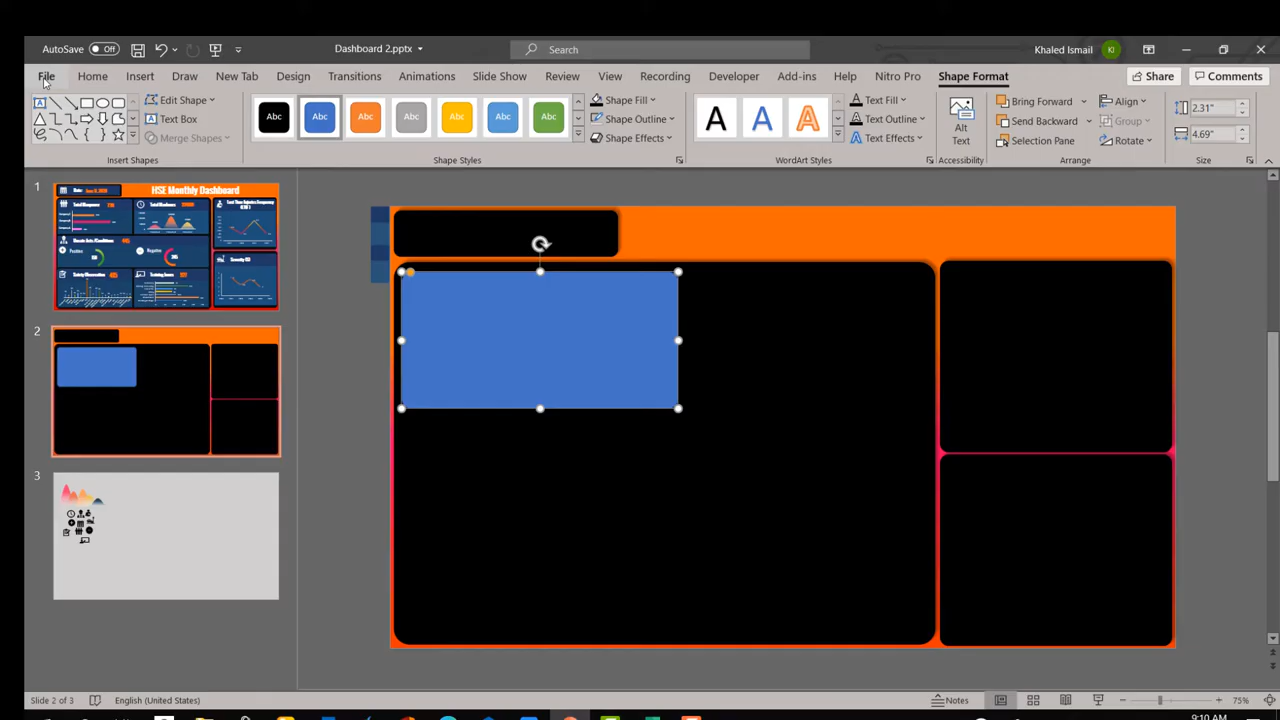 AutoSave Off Dashboard 2.pptx Search Khaled Ismail KI
File Home Insert Draw New Tab Design Transitions Animations Slide Show Review View Recording Developer Add-ins Help Nitro Pro Shape Format Share Comments
Edit Shape Abc Abc Abc Abc Abc Abc Abc Shape Fill A A A Text Fill Alt Text Bring Forward Align 2.31"
Text Box Shape Outline Text Outline Send Backward Group 4.69"
Merge Shapes Shape Effects Text Effects Selection Pane Rotate
Insert Shapes Shape Styles WordArt Styles Accessibility Arrange Size
1
HSE Monthly Dashboard
2
3
Slide 2 of 3 English (United States) Notes 75%
9:10 AM